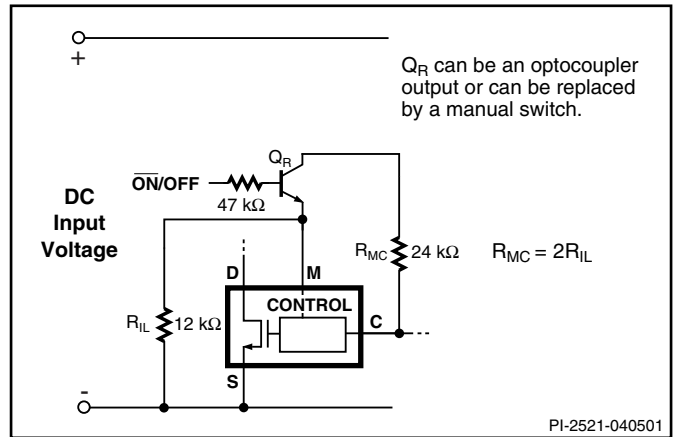 +
Q_R can be an optocoupler
output or can be replaced
by a manual switch.
Q_R
DC
Input
Voltage
ON/OFF
47 kΩ
R_MC
24 kΩ
R_MC = 2R_IL
D
M
CONTROL
C
R_IL
12 kΩ
S
-
PI-2521-040501